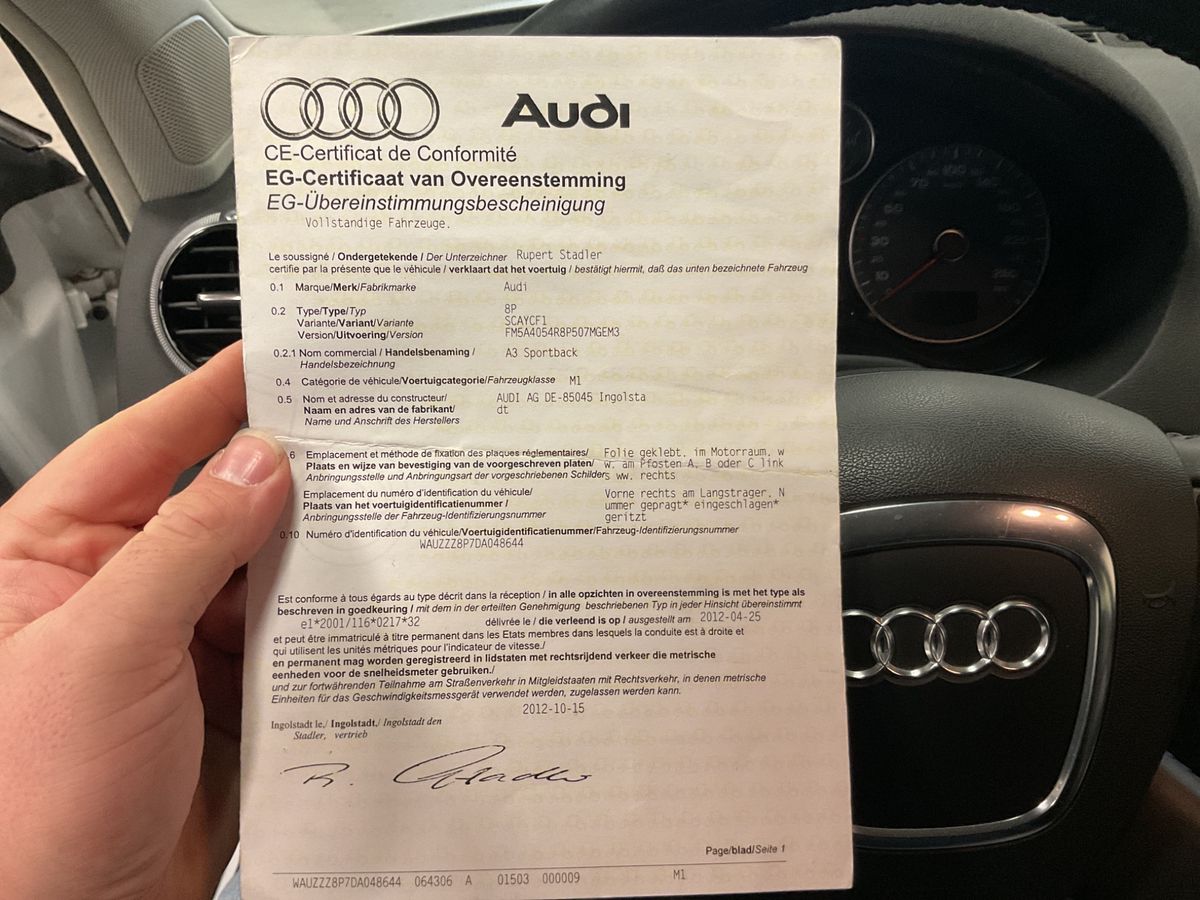 Audi
CE-Certificat de Conformité
EG-Certificaat van Overeenstemming
EG-Übereinstimmungsbescheinigung
Vollstandige Fahrzeuge.
Le soussigné / Ondergetekende / Der Unterzeichner Rupert Stadler
certifie par la présente que le véhicule / verklaart dat het voertuig / bestätigt hiermit, daß das unten bezeichnete Fahrzeug
0.1 Marque/Merk/Fabrikmarke Audi
0.2 Type/Type/Typ 8P
Variante/Variant/Variante SCAYCF1
Version/Uitvoering/Version FM5A4054R8P507MGEM3
0.2.1 Nom commercial / Handelsbenaming / A3 Sportback
Handelsbezeichnung
0.4 Catégorie de véhicule/Voertuigcategorie/Fahrzeugklasse M1
0.5 Nom et adresse du constructeur/ AUDI AG DE-85045 Ingolsta
Naam en adres van de fabrikant/ dt
Name und Anschrift des Herstellers
6 Emplacement et méthode de fixation des plaques réglementaires/ Folie geklebt, im Motorraum, w
Plaats en wijze van bevestiging van de voorgeschreven platen/ w. am Pfosten A, B oder C link
Anbringungsstelle und Anbringungsart der vorgeschriebenen Schilder s ww. rechts
Emplacement du numéro d'identification du véhicule/ Vorne rechts am Langstrager, N
Plaats van het voertuigidentificatienummer / ummer gepragt* eingeschlagen*
Anbringungsstelle der Fahrzeug-Identifizierungsnummer geritzt
0.10 Numéro d'identification du véhicule/Voertuigidentificatienummer/Fahrzeug-Identifizierungsnummer
WAUZZZ8P7DA048644
Est conforme à tous égards au type décrit dans la réception / in alle opzichten in overeenstemming is met het type als
beschreven in goedkeuring / mit dem in der erteilten Genehmigung beschriebenen Typ in jeder Hinsicht übereinstimmt
e1*2001/116*0217*32 délivrée le / die verleend is op / ausgestellt am 2012-04-25
et peut être immatriculé à titre permanent dans les Etats membres dans lesquels la conduite est à droite et
qui utilisent les unités métriques pour l'indicateur de vitesse./
en permanent mag worden geregistreerd in lidstaten met rechtsrijdend verkeer die metrische
eenheden voor de snelheidsmeter gebruiken./
und zur fortwährenden Teilnahme am Straßenverkehr in Mitgleidstaaten mit Rechtsverkehr, in denen metrische
Einheiten für das Geschwindigkeitsmessgerät verwendet werden, zugelassen werden kann.
2012-10-15
Ingolstadt le,/ Ingolstadt,/ Ingolstadt den
Stadler, vertrieb
R. Stadler
Page/blad/Seite 1
WAUZZZ8P7DA048644 064306 A 01503 000009 M1